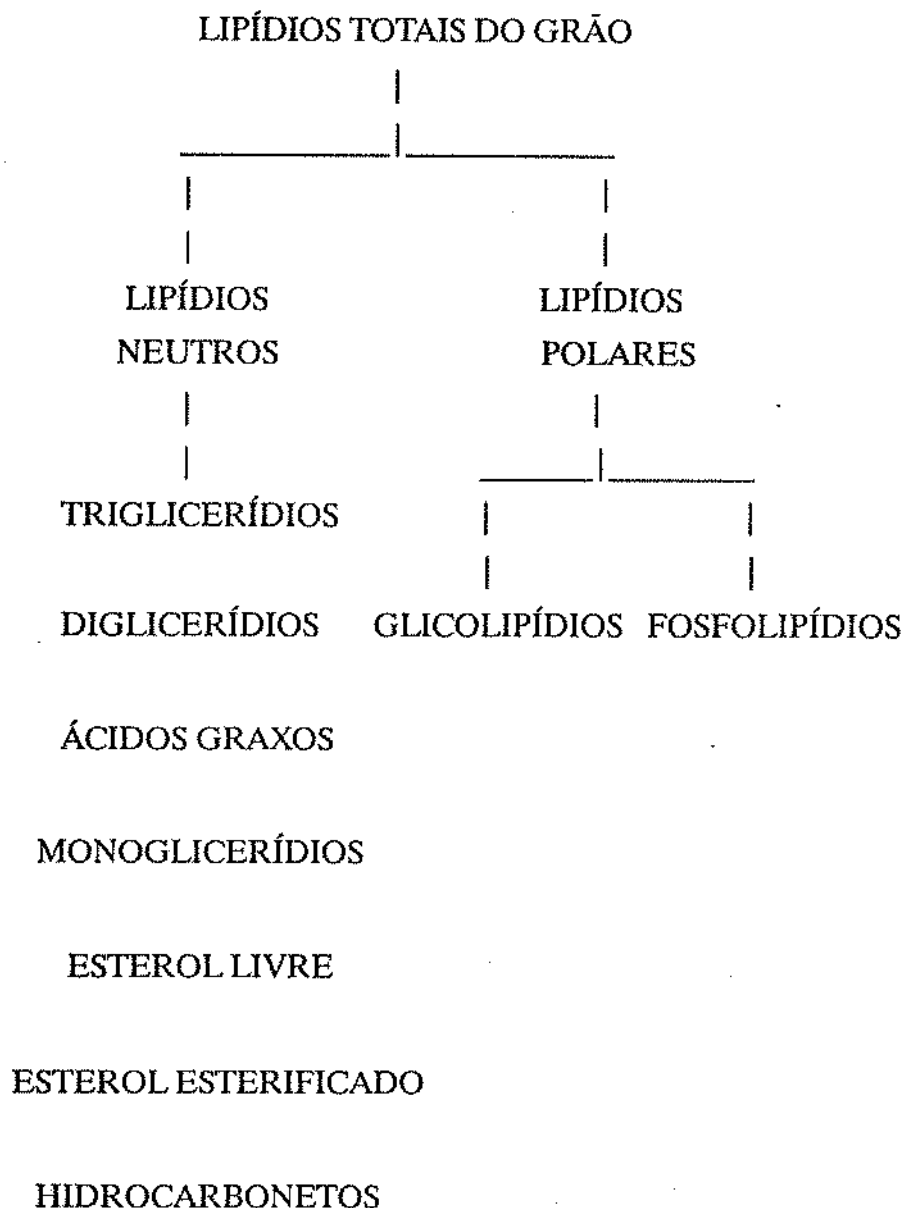 LIPÍDIOS TOTAIS DO GRÃO
LIPÍDIOS NEUTROS
LIPÍDIOS POLARES
TRIGLICERÍDIOS
DIGLICERÍDIOS GLICOLIPÍDIOS FOSFOLIPÍDIOS
ÁCIDOS GRAXOS
MONOGLICERÍDIOS
ESTEROL LIVRE
ESTEROL ESTERIFICADO
HIDROCARBONETOS